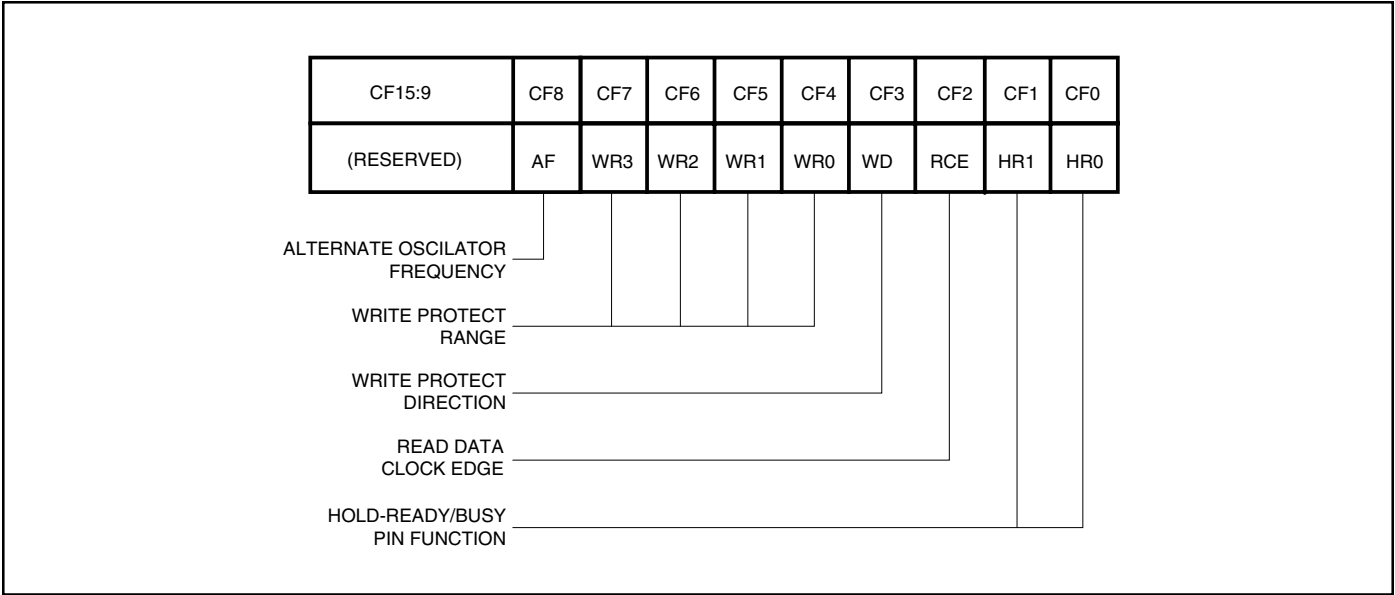 CF15:9 CF8 CF7 CF6 CF5 CF4 CF3 CF2 CF1 CF0
(RESERVED) AF WR3 WR2 WR1 WR0 WD RCE HR1 HR0
ALTERNATE OSCILATOR
FREQUENCY
WRITE PROTECT
RANGE
WRITE PROTECT
DIRECTION
READ DATA
CLOCK EDGE
HOLD-READY/BUSY
PIN FUNCTION